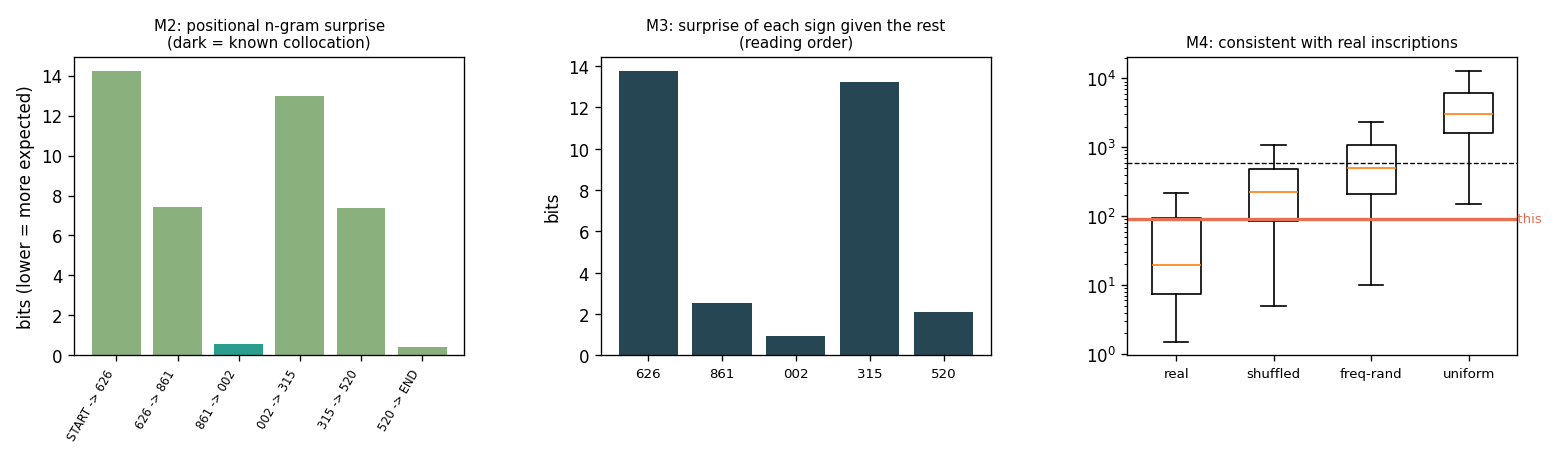 M2: positional n-gram surprise
(dark = known collocation)
bits (lower = more expected)
14
12
10
8
6
4
2
0
START -> 626
626 -> 861
861 -> 002
002 -> 315
315 -> 520
520 -> END
M3: surprise of each sign given the rest
(reading order)
bits
14
12
10
8
6
4
2
0
626
861
002
315
520
M4: consistent with real inscriptions
10⁴
10³
10²
10¹
10⁰
this
real
shuffled
freq-rand
uniform